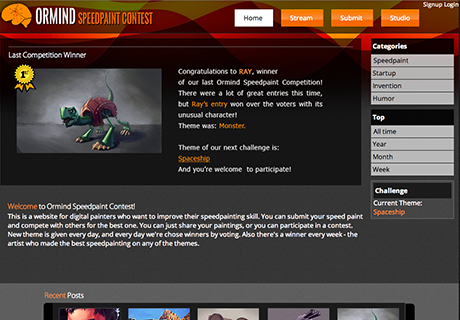 Signup Login
ORMIND SPEEDPAINT CONTEST
Home Stream Submit Studio
Last Competition Winner
1st
Congratulations to RAY, winner
of our last Ormind Speedpaint Competition!
There were a lot of great entries this time,
but Ray's entry won over the voters with its
unusual character!
Theme was: Monster.
Theme of our next challenge is:
Spaceship
And you're welcome to participate!
Categories
Speedpaint
Startup
Invention
Humor
Top
All time
Year
Month
Week
Challenge
Current Theme:
Spaceship
Welcome to Ormind Speedpaint Contest!
This is a website for digital painters who want to improve their speedpainting skill. You can submit your speed paint
and compete with others for the best one. You can just share your paintings, or you can participate in a contest.
New theme is given every day, and every day we're chose winners by voting. Also there's a winner every week - the
artist who made the best speedpainting on any of the themes.
Recent Posts